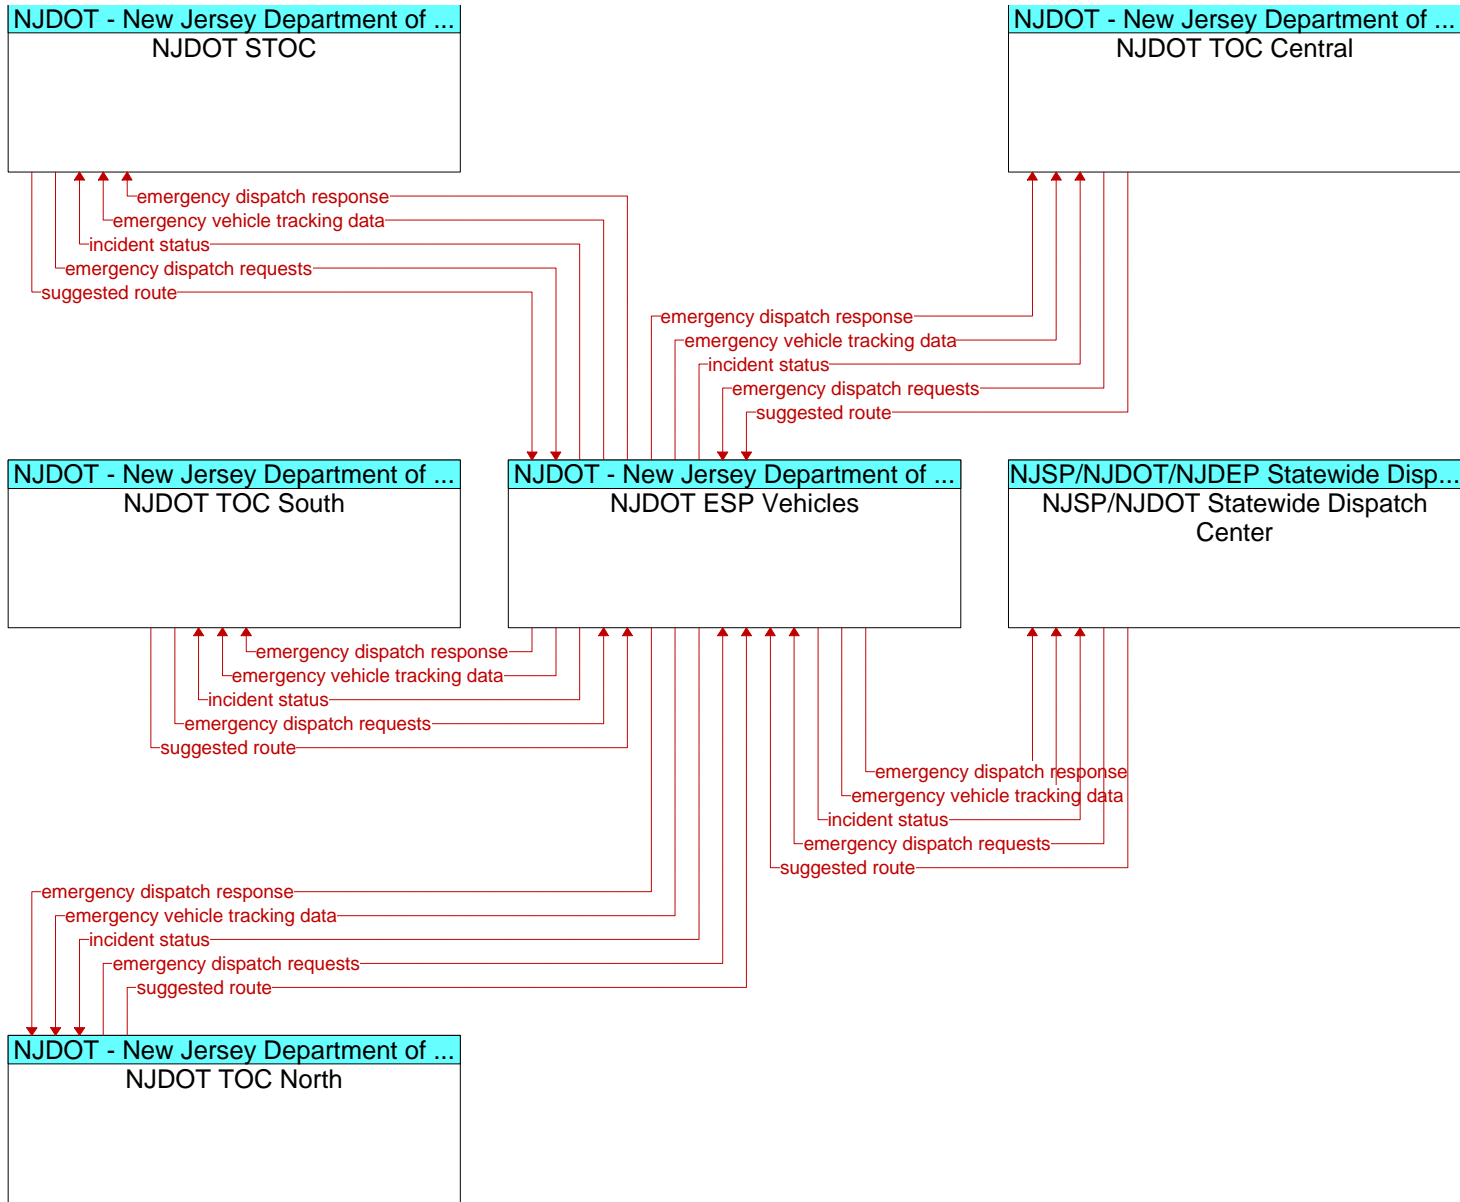 NJDOT - New Jersey Department of ...
NJDOT STOC
NJDOT - New Jersey Department of ...
NJDOT TOC Central
emergency dispatch response
emergency vehicle tracking data
incident status
emergency dispatch requests
suggested route
emergency dispatch response
emergency vehicle tracking data
incident status
emergency dispatch requests
suggested route
NJDOT - New Jersey Department of ...
NJDOT TOC South
NJDOT - New Jersey Department of ...
NJDOT ESP Vehicles
NJSP/NJDOT/NJDEP Statewide Disp...
NJSP/NJDOT Statewide Dispatch
Center
emergency dispatch response
emergency vehicle tracking data
incident status
emergency dispatch requests
suggested route
emergency dispatch response
emergency vehicle tracking data
incident status
emergency dispatch requests
suggested route
emergency dispatch response
emergency vehicle tracking data
incident status
emergency dispatch requests
suggested route
NJDOT - New Jersey Department of ...
NJDOT TOC North